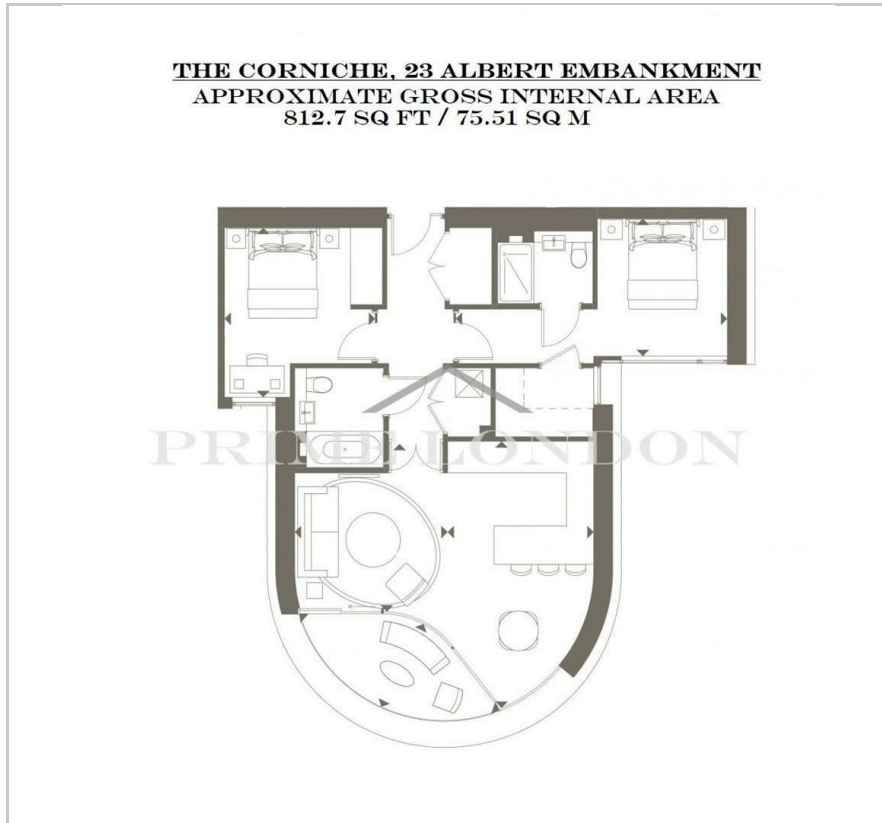 THE CORNICHE, 23 ALBERT EMBANKMENT
APPROXIMATE GROSS INTERNAL AREA
812.7 SQ FT / 75.51 SQ M
PRIME LONDON